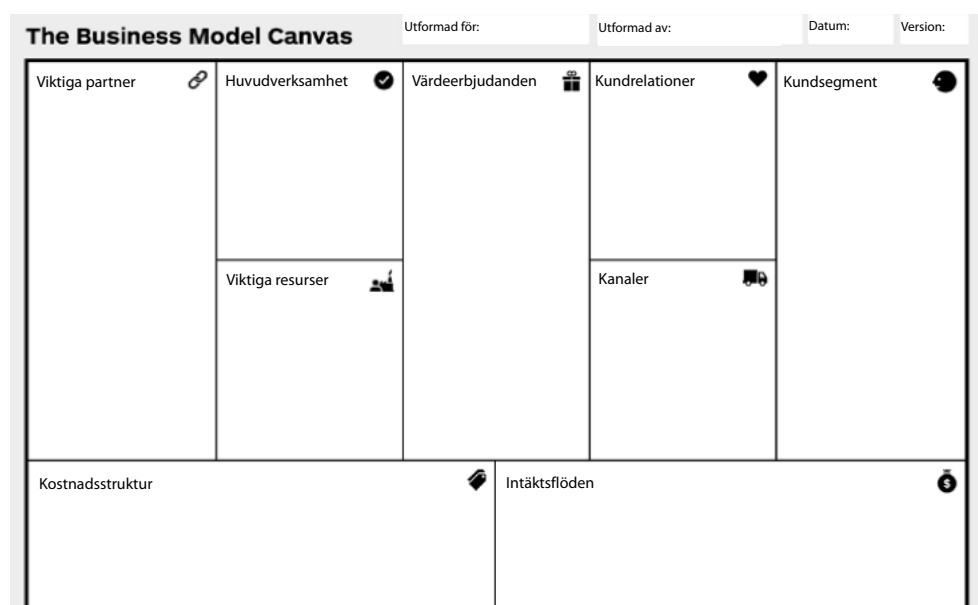 The Business Model Canvas
Utformad för:
Utformad av:
Datum:
Version:
Viktiga partner
Huvudverksamhet
Värdeerbjudanden
Kundrelationer
Kundsegment
Viktiga resurser
Kanaler
Kostnadsstruktur
Intäktsflöden
$